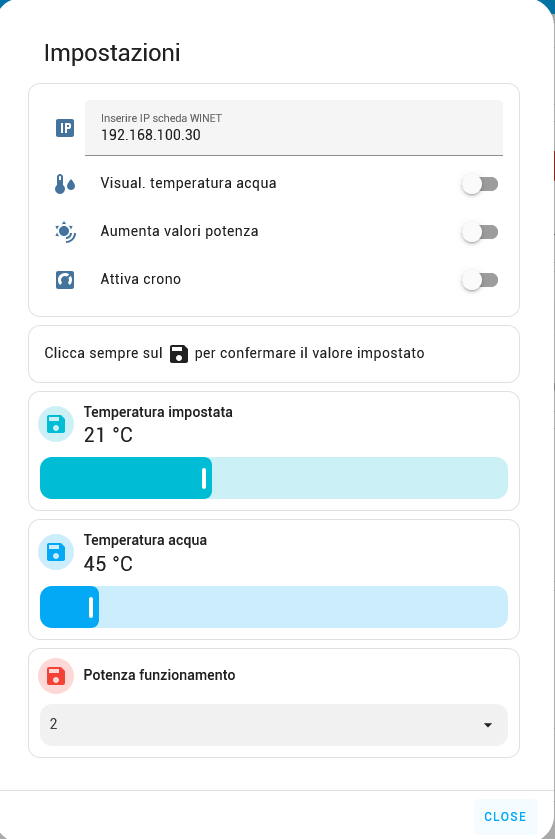 Impostazioni
IP
Inserire IP scheda WINET
192.168.100.30
Visual. temperatura acqua
Aumenta valori potenza
Attiva crono
Clicca sempre sul per confermare il valore impostato
Temperatura impostata
21 °C
Temperatura acqua
45 °C
Potenza funzionamento
2
CLOSE